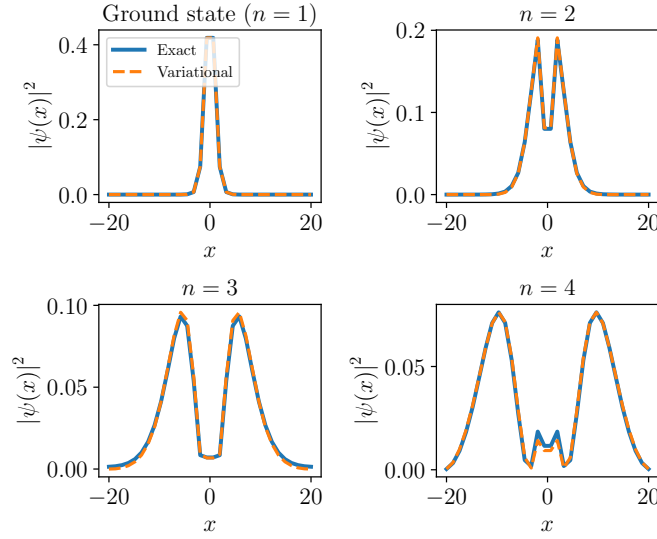 Ground state (n = 1)
|ψ(x)|²
0.4
0.2
0.0
Exact
Variational
−20
0
20
x
n = 2
|ψ(x)|²
0.2
0.1
0.0
−20
0
20
x
n = 3
|ψ(x)|²
0.10
0.05
0.00
−20
0
20
x
n = 4
|ψ(x)|²
0.05
0.00
−20
0
20
x